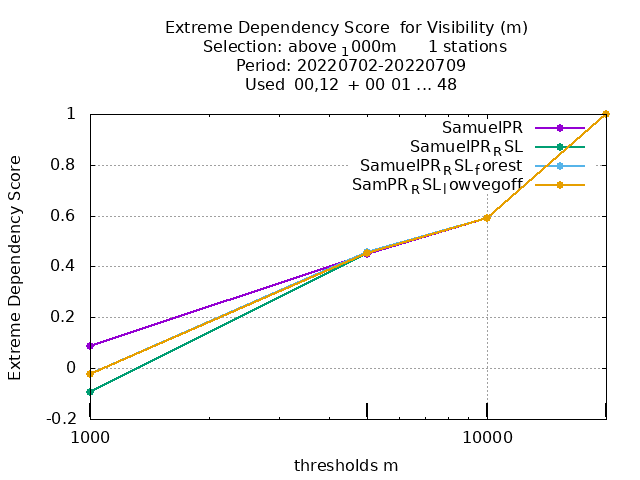 Extreme Dependency Score  for Visibility (m)
Selection: above ₁000m      1 stations
Period: 20220702-20220709
Used  00,12  + 00 01 ... 48
Extreme Dependency Score
1
0.8
0.6
0.4
0.2
0
-0.2
SamuelPR
SamuelPR_RSL
SamuelPR_RSL_forest
SamPR_RSL_lowvegoff
1000
10000
thresholds m